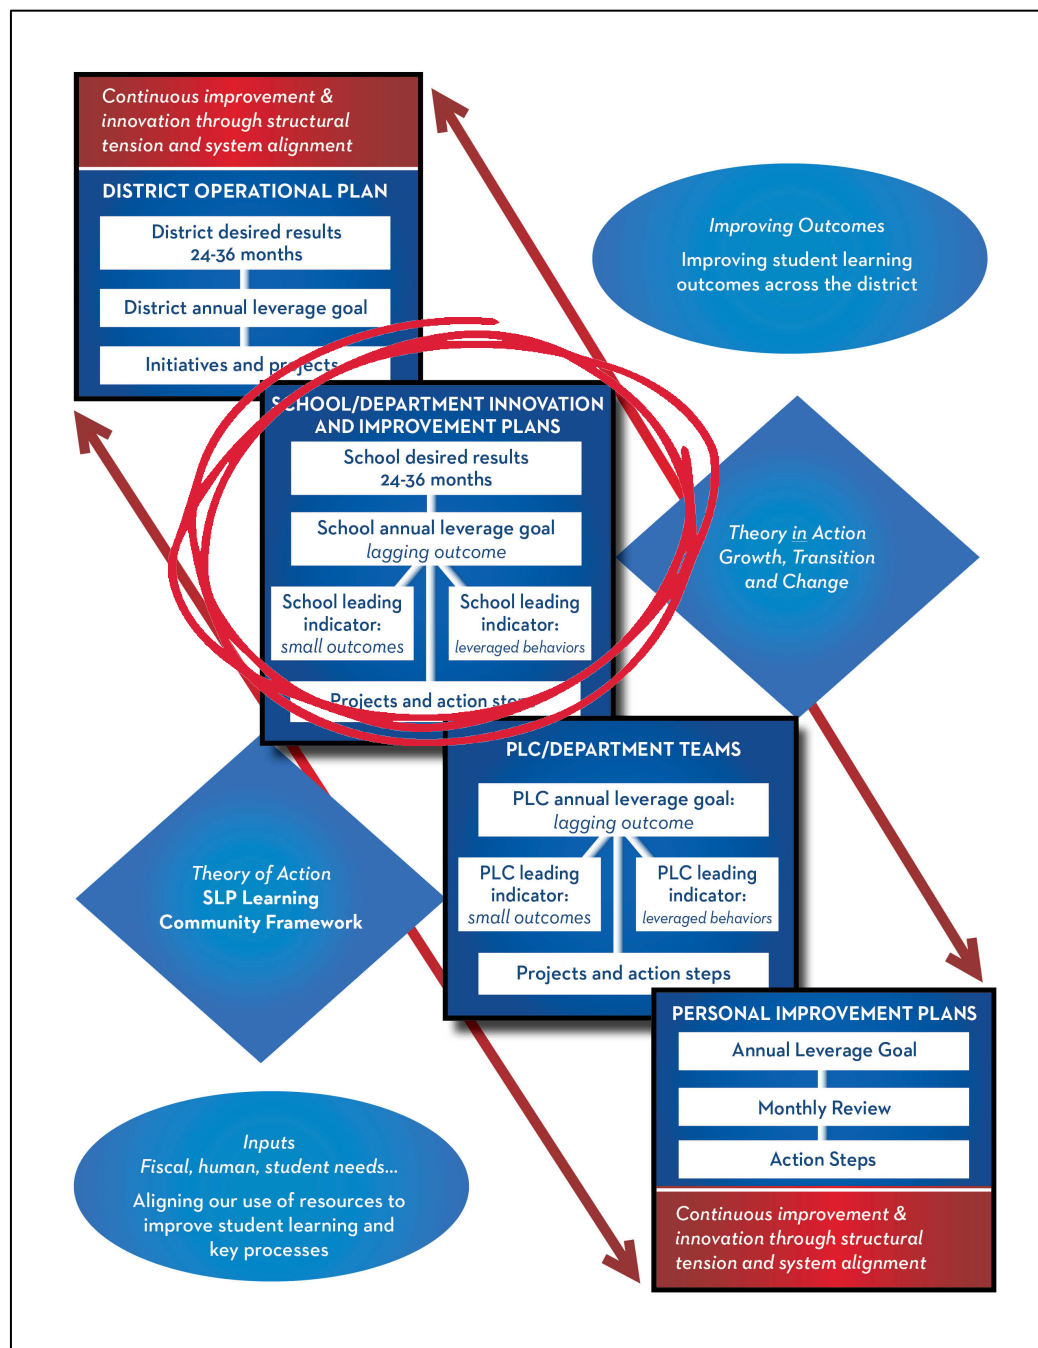 Continuous improvement &
innovation through structural
tension and system alignment
DISTRICT OPERATIONAL PLAN
District desired results
24-36 months
District annual leverage goal
Initiatives and projects
Improving Outcomes
Improving student learning
outcomes across the district
SCHOOL/DEPARTMENT INNOVATION
AND IMPROVEMENT PLANS
School desired results
24-36 months
School annual leverage goal
lagging outcome
School leading
indicator:
small outcomes
School leading
indicator:
leveraged behaviors
Projects and action steps
Theory in Action
Growth, Transition
and Change
PLC/DEPARTMENT TEAMS
PLC annual leverage goal:
lagging outcome
PLC leading
indicator:
small outcomes
PLC leading
indicator:
leveraged behaviors
Projects and action steps
Theory of Action
SLP Learning
Community Framework
PERSONAL IMPROVEMENT PLANS
Annual Leverage Goal
Monthly Review
Action Steps
Continuous improvement &
innovation through structural
tension and system alignment
Inputs
Fiscal, human, student needs...
Aligning our use of resources to
improve student learning and
key processes